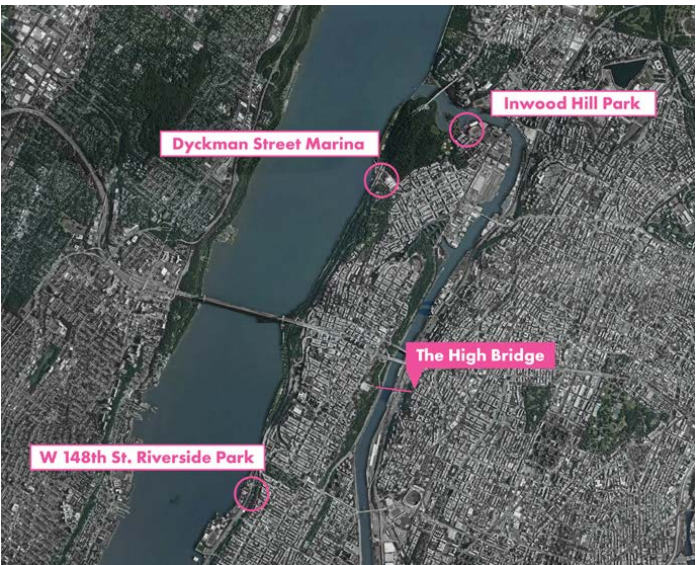 Inwood Hill Park
Dyckman Street Marina
The High Bridge
W 148th St. Riverside Park